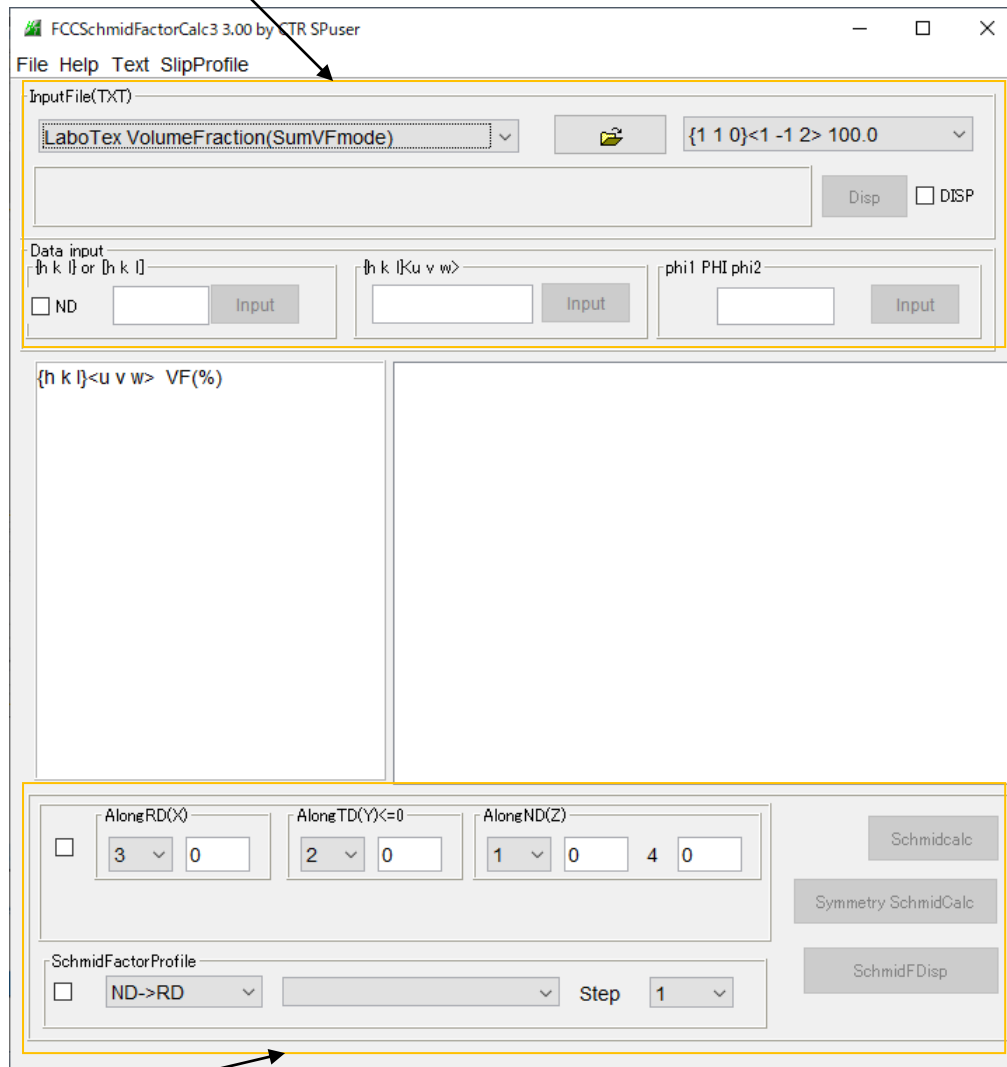 FCCSchmidFactorCalc3 3.00 by CTR SPuser
File Help Text SlipProfile
InputFile(TXT)
LaboTex VolumeFraction(SumVFmode)
{1 1 0}<1 -1 2> 100.0
Disp
DISP
Data input
{h k l} or [h k l]
{h k l}<u v w>
phi1 PHI phi2
ND
Input
Input
Input
{h k l}<u v w> VF(%)
AlongRD(X)
AlongTD(Y)<=0
AlongND(Z)
3 0
2 0
1 0 4 0
Schmidcalc
Symmetry SchmidCalc
SchmidFactorProfile
ND->RD
Step 1
SchmidFDisp